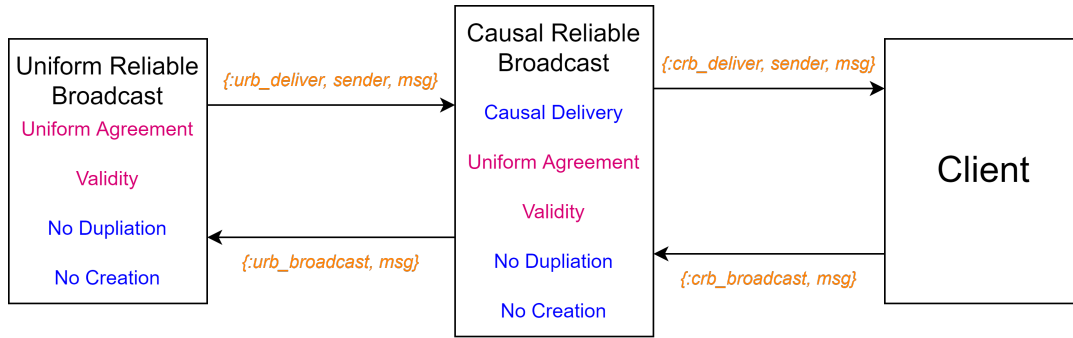 Uniform Reliable
Broadcast
Uniform Agreement
Validity
No Dupliation
No Creation
{:urb_deliver, sender, msg}
{:urb_broadcast, msg}
Causal Reliable
Broadcast
Causal Delivery
Uniform Agreement
Validity
No Dupliation
No Creation
{:crb_deliver, sender, msg}
{:crb_broadcast, msg}
Client